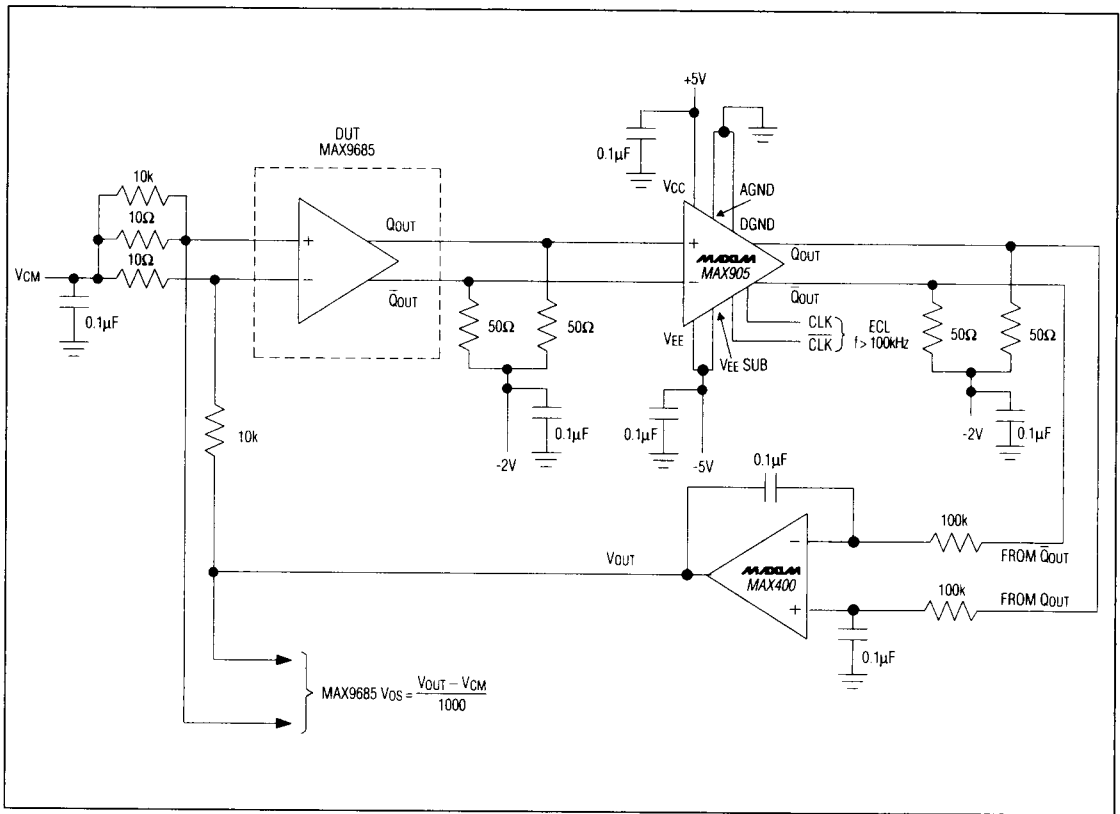 +5V
DUT
MAX9685
0.1µF
10k
10Ω
10Ω
VCM
0.1µF
+
−
QOUT
Q̅OUT
50Ω
50Ω
0.1µF
-2V
VCC
AGND
DGND
+
−
MAXIM
MAX905
QOUT
Q̅OUT
CLK
C̅L̅K̅
ECL
f > 100kHz
VEE
VEE SUB
0.1µF
-5V
50Ω
50Ω
-2V
0.1µF
10k
0.1µF
VOUT
−
MAXIM
MAX400
+
100k
FROM Q̅OUT
100k
FROM QOUT
0.1µF
MAX9685 VOS = VOUT − VCM
1000